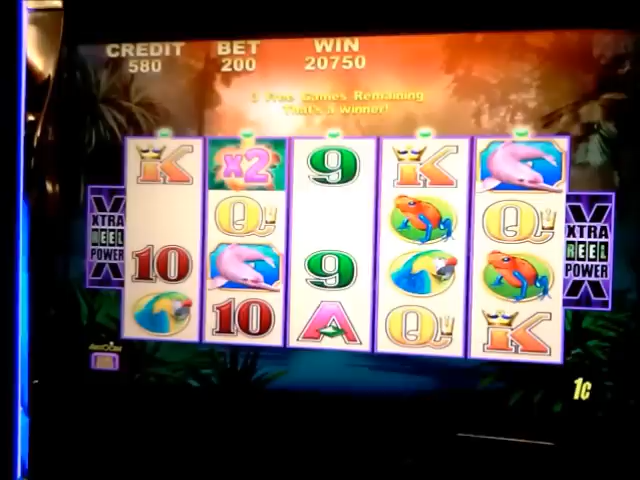 CREDIT BET WIN
580 200 20750
Free Games Remaining
That's a winner!
K x2 9 K
Q Q
10 9
10 A Q K
XTRA
REEL
POWER
XTRA
REEL
POWER
1c